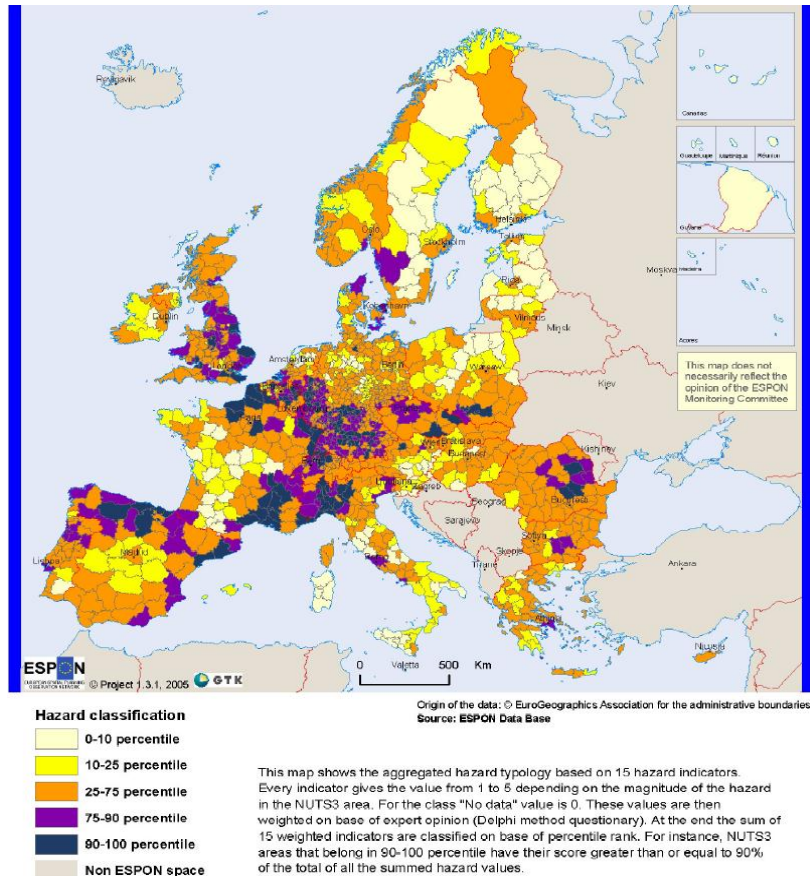 Reykjavik
Canarias
Guadeloupe
Martinique
Réunion
Guyane
Madeira
Acores
Oslo
Helsinki
Tallinn
Stockholm
Riga
Moskva
København
Vilnius
Minsk
Dublin
London
Amsterdam
Berlin
Warsaw
Kiev
This map does
not necessarily reflect the
opinion of the ESPON
Monitoring Committee
Luxembourg
Paris
Wien
Bratislava
Budapest
Kishinev
Ljubljana
Zagreb
Bucuresti
Beograd
Sarajevo
Sofiya
Skopje
Tirane
Roma
Madrid
Lisboa
Ankara
Athinai
Nicosia
Valetta
0
500
Km
ESPON
© Project 1.3.1, 2005
GTK
Origin of the data: © EuroGeographics Association for the administrative boundaries
Source: ESPON Data Base
Hazard classification
0-10 percentile
10-25 percentile
25-75 percentile
75-90 percentile
90-100 percentile
Non ESPON space
This map shows the aggregated hazard typology based on 15 hazard indicators.
Every indicator gives the value from 1 to 5 depending on the magnitude of the hazard
in the NUTS3 area. For the class "No data" value is 0. These values are then
weighted on base of expert opinion (Delphi method questionary). At the end the sum of
15 weighted indicators are classified on base of percentile rank. For instance, NUTS3
areas that belong in 90-100 percentile have their score greater than or equal to 90%
of the total of all the summed hazard values.